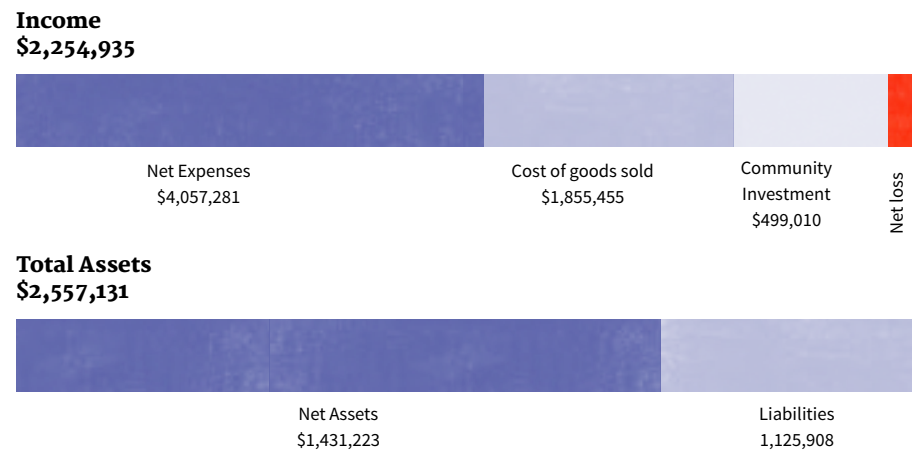 Income
$2,254,935
Net Expenses
$4,057,281
Cost of goods sold
$1,855,455
Community
Investment
$499,010
Net loss
Total Assets
$2,557,131
Net Assets
$1,431,223
Liabilities
1,125,908